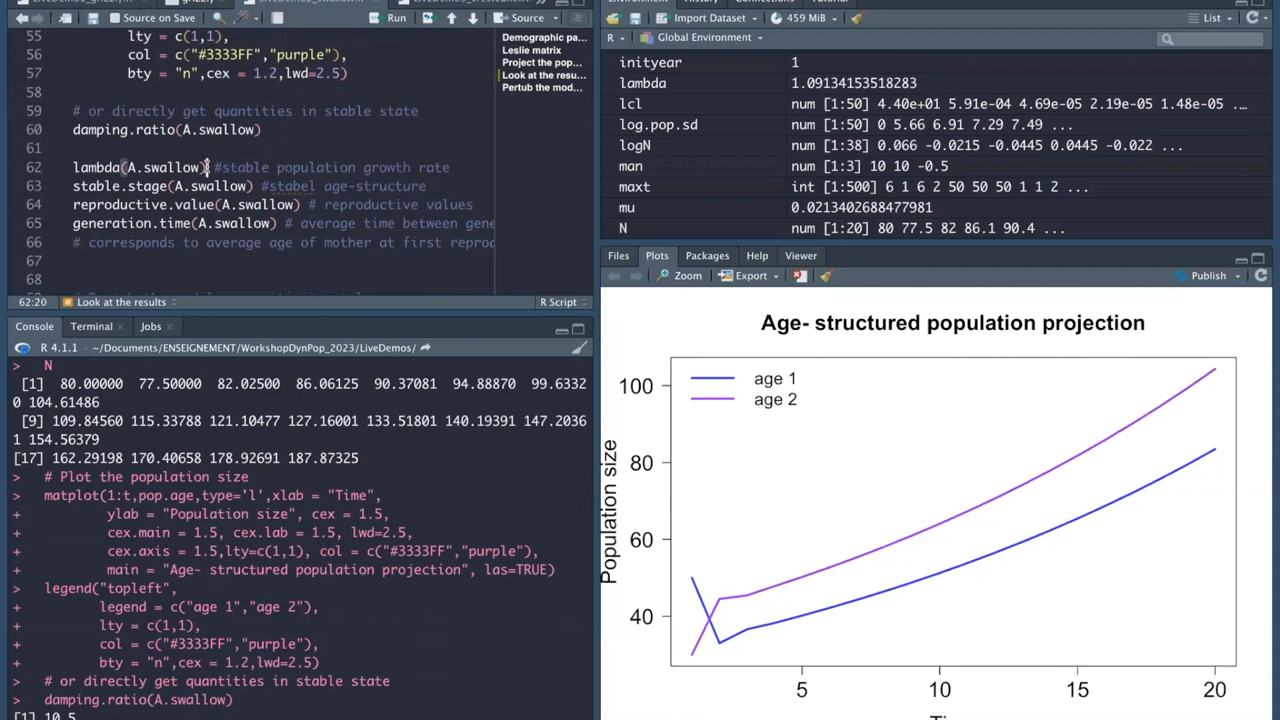 Source on Save
Run
Source
55
lty = c(1,1),
56
col = c("#3333FF","purple"),
57
bty = "n",cex = 1.2,lwd=2.5)
58
59
# or directly get quantities in stable state
60
damping.ratio(A.swallow)
61
62
lambda(A.swallow) #stable population growth rate
63
stable.stage(A.swallow) #stabel age-structure
64
reproductive.value(A.swallow) # reproductive values
65
generation.time(A.swallow) # average time between gene
66
# corresponds to average age of mother at first reprod
67
68
Demographic pa...
Leslie matrix
Project the pop...
Look at the resu...
Pertub the mod...
62:20
Look at the results
R Script
Console
Terminal
Jobs
R 4.1.1 · ~/Documents/ENSEIGNEMENT/WorkshopDynPop_2023/LiveDemos/
> N
[1] 80.00000 77.50000 82.02500 86.06125 90.37081 94.88870 99.6332
0 104.61486
[9] 109.84560 115.33788 121.10477 127.16001 133.51801 140.19391 147.2036
1 154.56379
[17] 162.29198 170.40658 178.92691 187.87325
> # Plot the population size
> matplot(1:t,pop.age,type='l',xlab = "Time",
+ ylab = "Population size", cex = 1.5,
+ cex.main = 1.5, cex.lab = 1.5, lwd=2.5,
+ cex.axis = 1.5,lty=c(1,1), col = c("#3333FF","purple"),
+ main = "Age- structured population projection", las=TRUE)
> legend("topleft",
+ legend = c("age 1","age 2"),
+ lty = c(1,1),
+ col = c("#3333FF","purple"),
+ bty = "n",cex = 1.2,lwd=2.5)
> # or directly get quantities in stable state
> damping.ratio(A.swallow)
[1] 10.5
Import Dataset
459 MiB
List
R
Global Environment
inityear 1
lambda 1.09134153518283
lcl num [1:50] 4.40e+01 5.91e-04 4.69e-05 2.19e-05 1.48e-05 ...
log.pop.sd num [1:50] 0 5.66 6.91 7.29 7.49 ...
logN num [1:38] 0.066 -0.0215 -0.0445 0.0445 -0.022 ...
man num [1:3] 10 10 -0.5
maxt int [1:500] 6 1 6 2 50 50 50 1 1 2 ...
mu 0.0213402688477981
N num [1:20] 80 77.5 82 86.1 90.4 ...
Files
Plots
Packages
Help
Viewer
Zoom
Export
Publish
Age- structured population projection
age 1
age 2
Population size
100
80
60
40
5
10
15
20